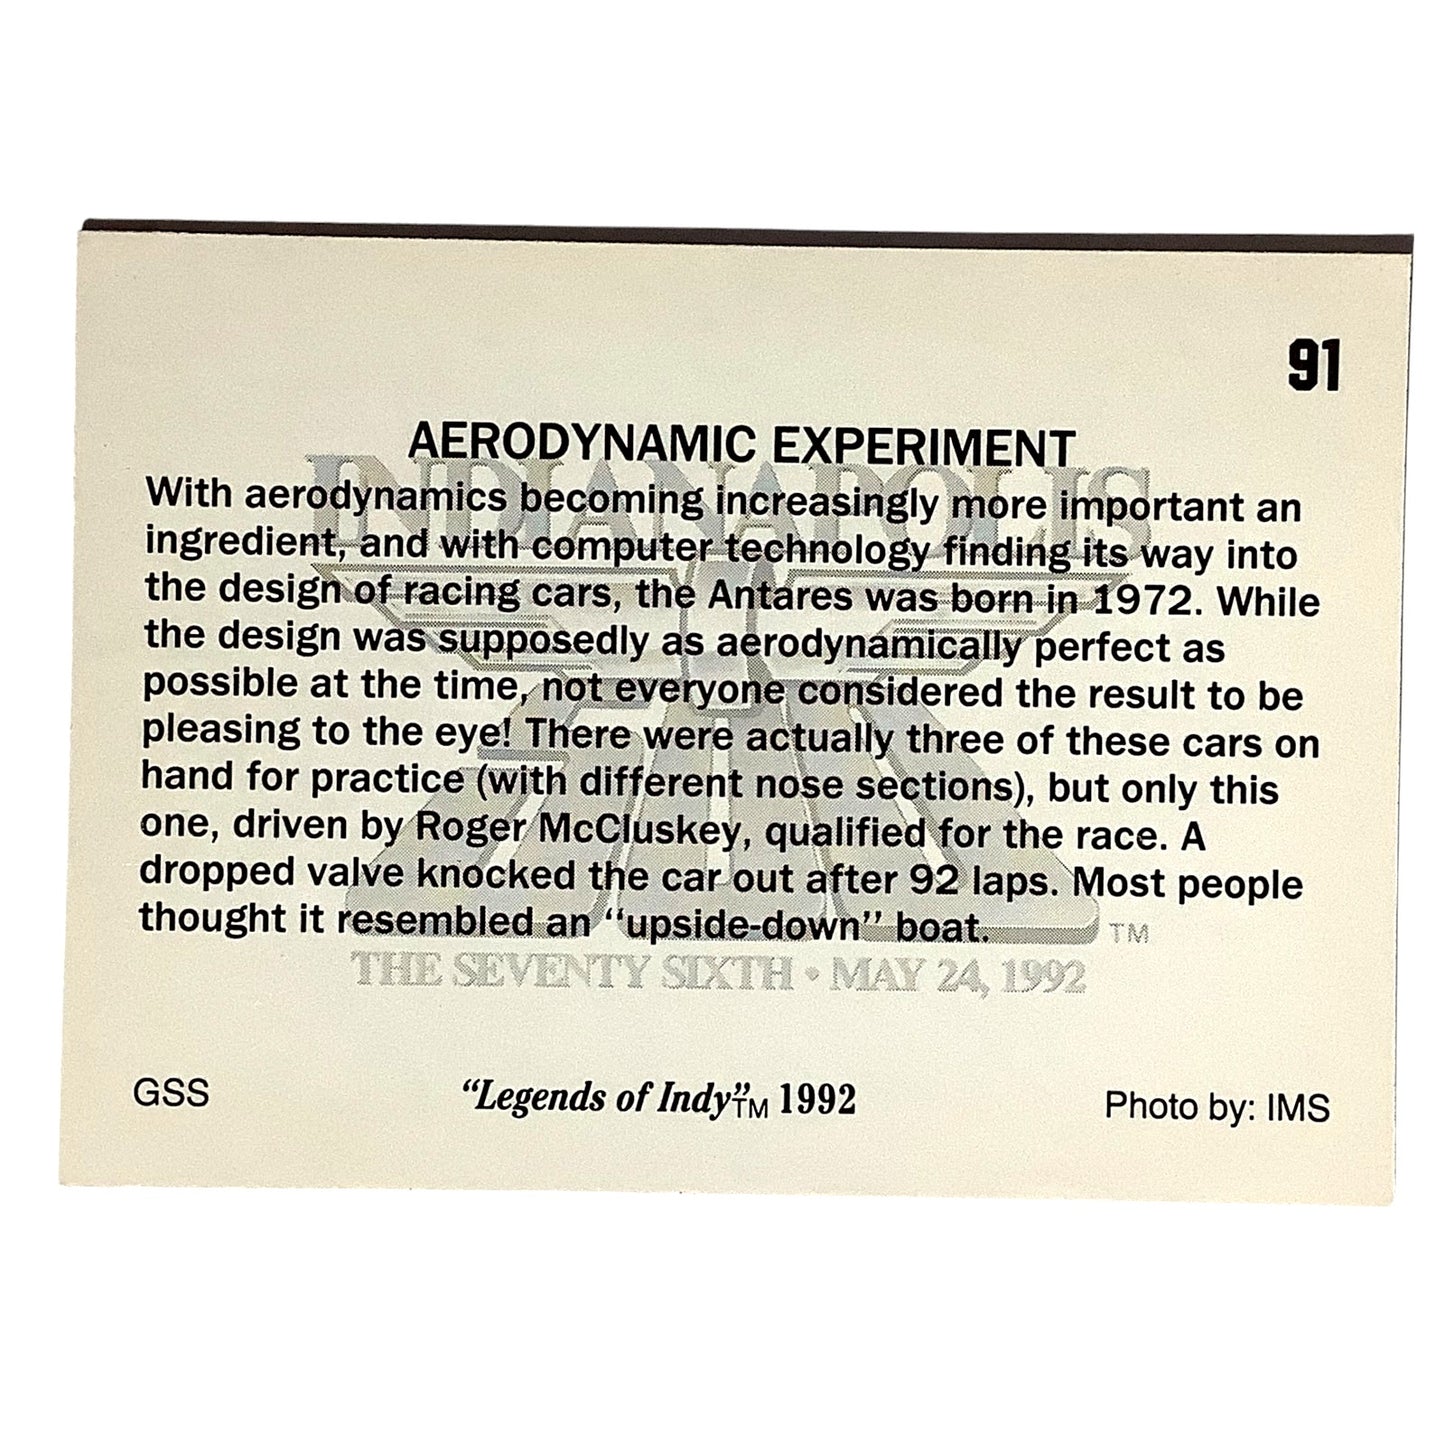 91
AERODYNAMIC EXPERIMENT
INDIANAPOLIS
With aerodynamics becoming increasingly more important an
ingredient, and with computer technology finding its way into
the design of racing cars, the Antares was born in 1972. While
the design was supposedly as aerodynamically perfect as
possible at the time, not everyone considered the result to be
pleasing to the eye! There were actually three of these cars on
hand for practice (with different nose sections), but only this
one, driven by Roger McCluskey, qualified for the race. A
dropped valve knocked the car out after 92 laps. Most people
thought it resembled an “upside-down” boat.
TM
THE SEVENTY SIXTH • MAY 24, 1992
GSS
“Legends of Indy”TM 1992
Photo by: IMS